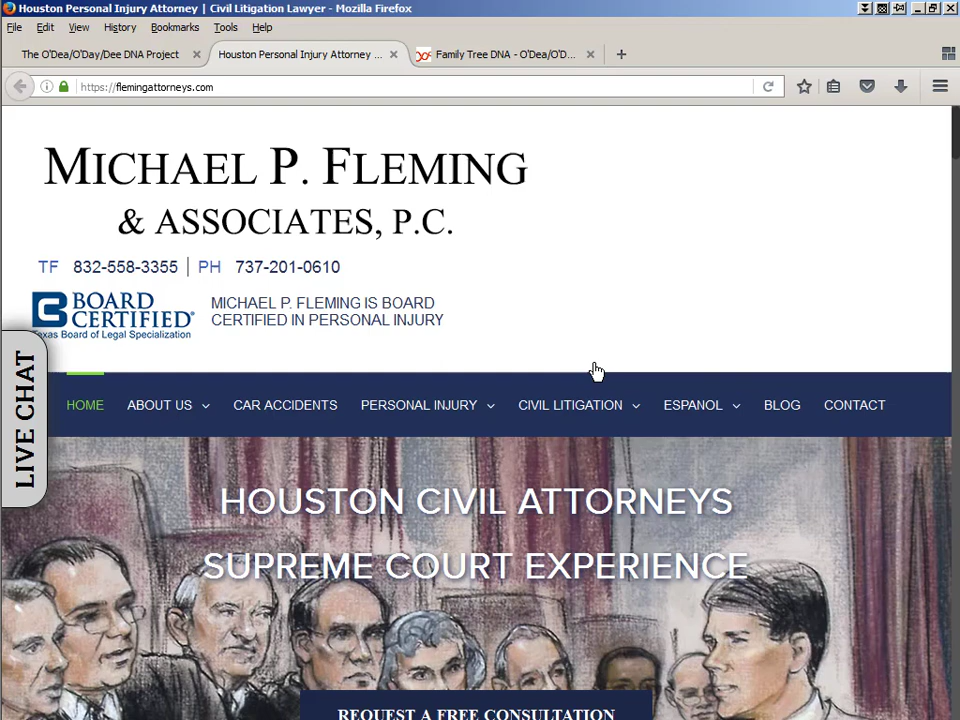 Houston Personal Injury Attorney | Civil Litigation Lawyer - Mozilla Firefox
File Edit View History Bookmarks Tools Help
The O'Dea/O'Day/Dee DNA Project
Houston Personal Injury Attorney ...
Family Tree DNA - O'Dea/O'D...
https://flemingattorneys.com
MICHAEL P. FLEMING
& ASSOCIATES, P.C.
TF 832-558-3355 | PH 737-201-0610
BOARD CERTIFIED®
Texas Board of Legal Specialization
MICHAEL P. FLEMING IS BOARD
CERTIFIED IN PERSONAL INJURY
LIVE CHAT
HOME ABOUT US CAR ACCIDENTS PERSONAL INJURY CIVIL LITIGATION ESPANOL BLOG CONTACT
HOUSTON CIVIL ATTORNEYS
SUPREME COURT EXPERIENCE
REQUEST A FREE CONSULTATION